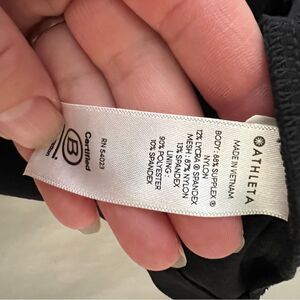 ATHLETA
MADE IN VIETNAM
BODY: 88% SUPPLEX®
NYLON
12% LYCRA® SPANDEX
MESH: 87% NYLON
13% SPANDEX
LINING:
90% POLYESTER
10% SPANDEX
RN 54023
Certified
B